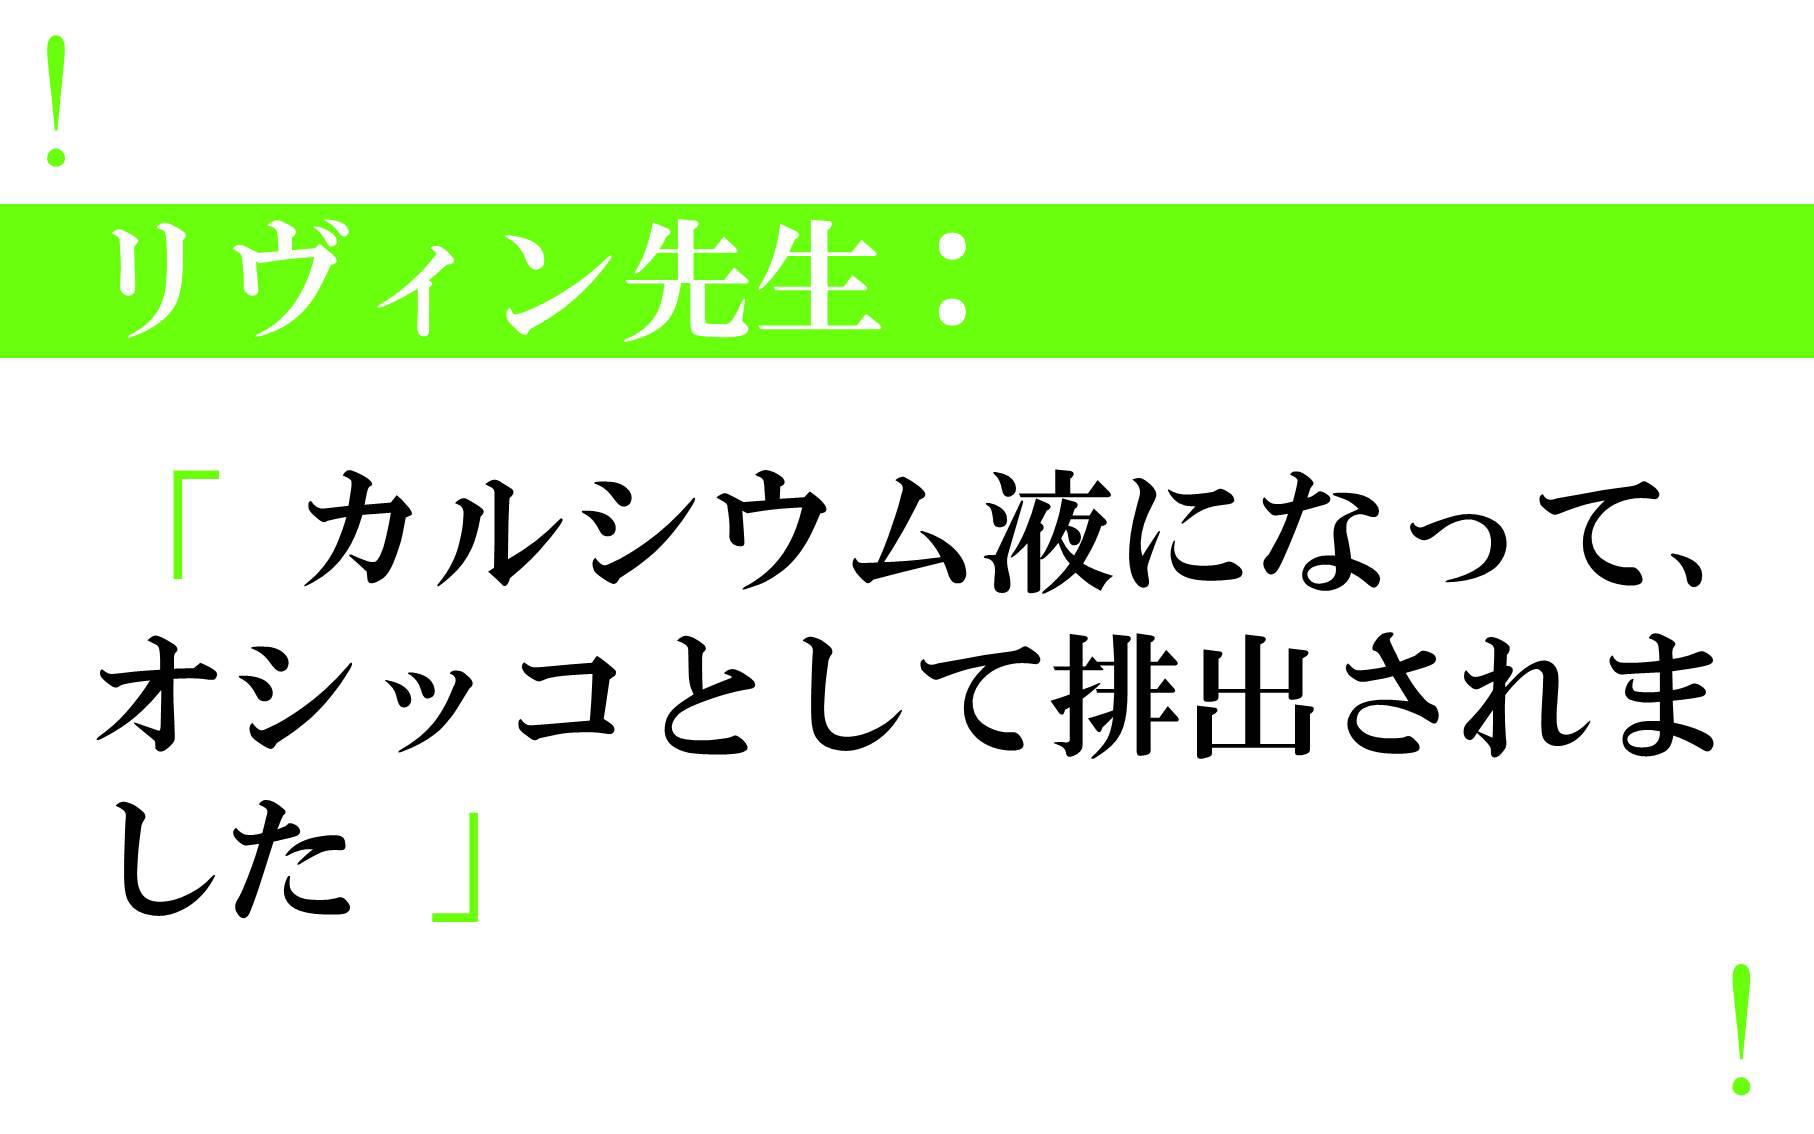 ！
リヴィン先生：
「 カルシウム液になって、
オシッコとして排出されま
した 」
！